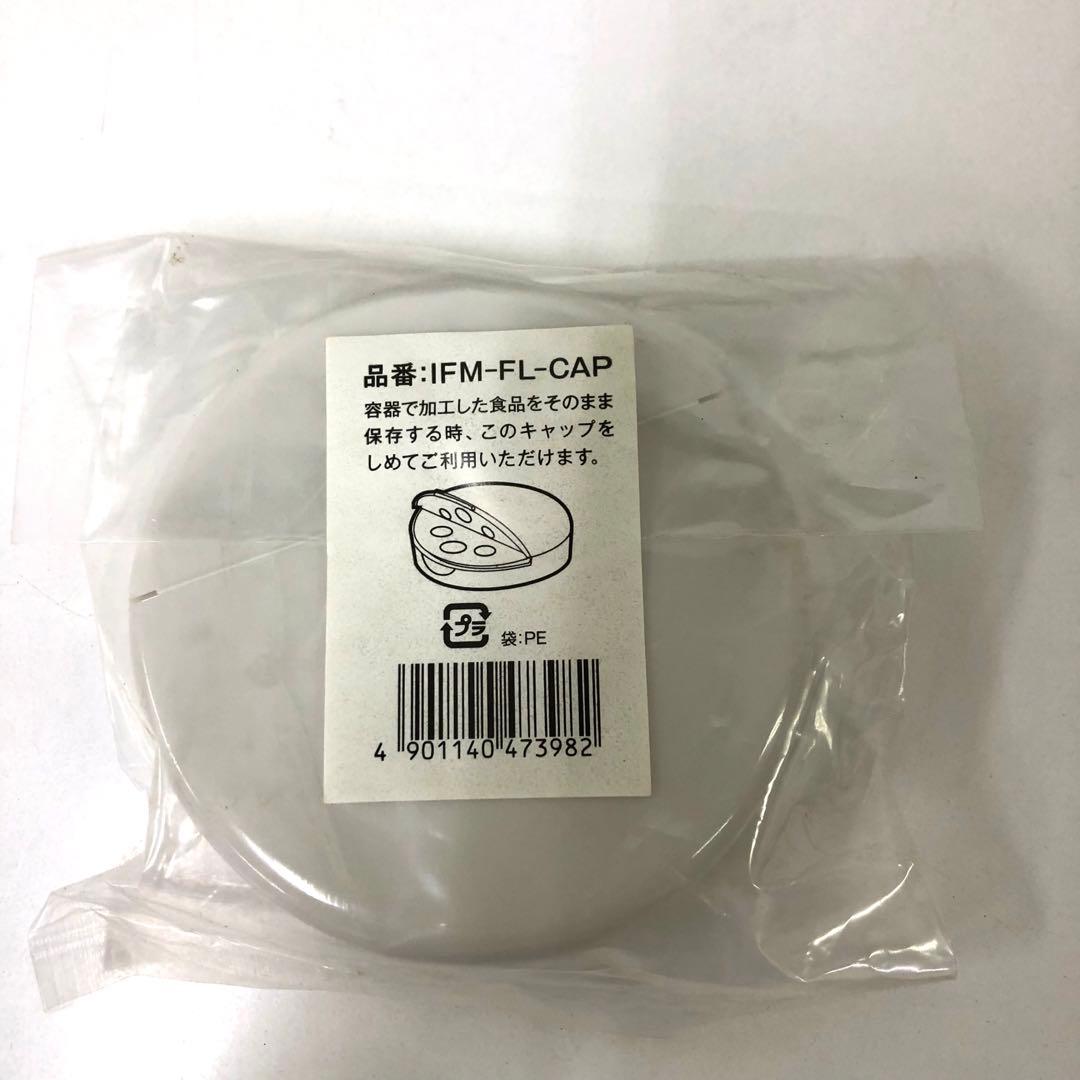 品番:IFM-FL-CAP
容器で加工した食品をそのまま
保存する時、このキャップを
しめてご利用いただけます。
プラ
袋:PE
4 901140 473982